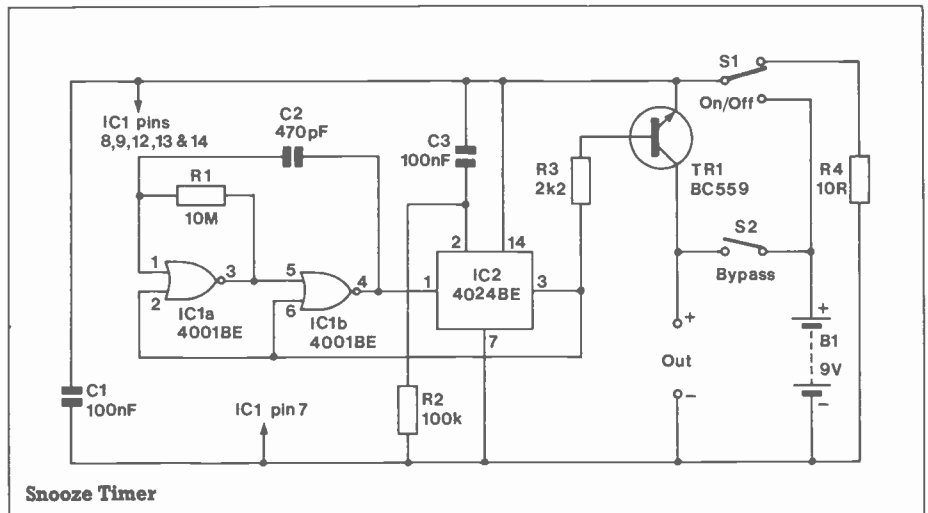 S1
On/Off
IC1 pins
8,9,12,13 & 14
C2
470pF
C3
100nF
R1
10M
R3
2k2
TR1
BC559
R4
10R
S2
Bypass
1
2
3
IC1a
4001BE
5
6
4
IC1b
4001BE
2
14
1
IC2
4024BE
3
7
+
Out
−
+
B1
9V
−
C1
100nF
IC1 pin 7
R2
100k
Snooze Timer